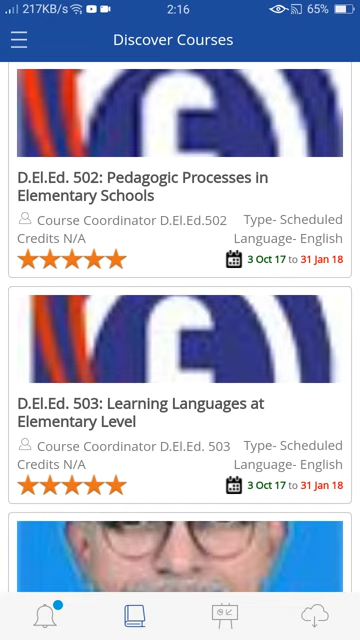 217KB/s 2:16 65%
Discover Courses
D.El.Ed. 502: Pedagogic Processes in
Elementary Schools
Course Coordinator D.El.Ed.502 Type- Scheduled
Credits N/A Language- English
3 Oct 17 to 31 Jan 18
D.El.Ed. 503: Learning Languages at
Elementary Level
Course Coordinator D.El.Ed. 503 Type- Scheduled
Credits N/A Language- English
3 Oct 17 to 31 Jan 18